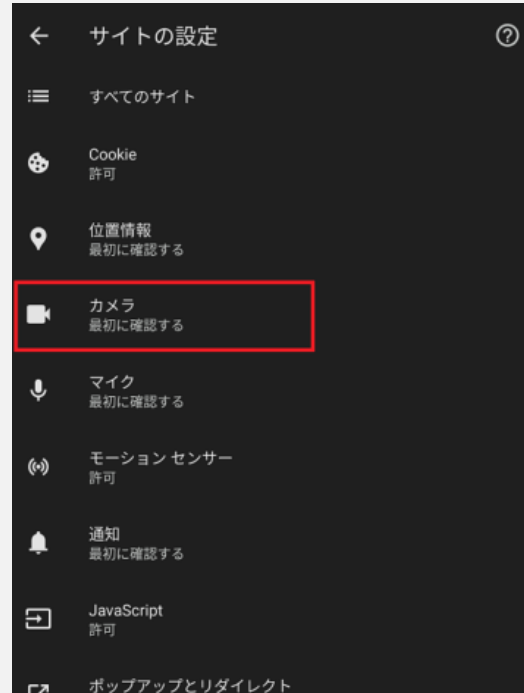 サイトの設定
すべてのサイト
Cookie
許可
位置情報
最初に確認する
カメラ
最初に確認する
マイク
最初に確認する
モーション センサー
許可
通知
最初に確認する
JavaScript
許可
ポップアップとリダイレクト